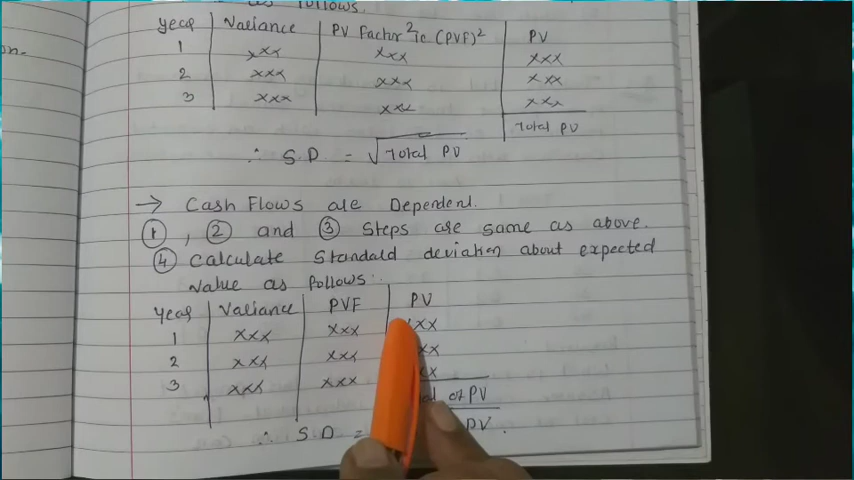 as follows.
on.
Year Variance PV Factor² ie (PVF)² PV
1 xxx xxx xxx
2 xxx xxx xxx
3 xxx xxx xxx
Total PV
∴ S.D = √Total PV
→ Cash Flows are Dependent.
①, ② and ③ Steps are same as above.
④ Calculate Standard deviation about expected
Value as follows:
Year Variance PVF PV
1 xxx xxx xxx
2 xxx xxx xx
3 xxx xxx xx
of PV
∴ S.D = PV.